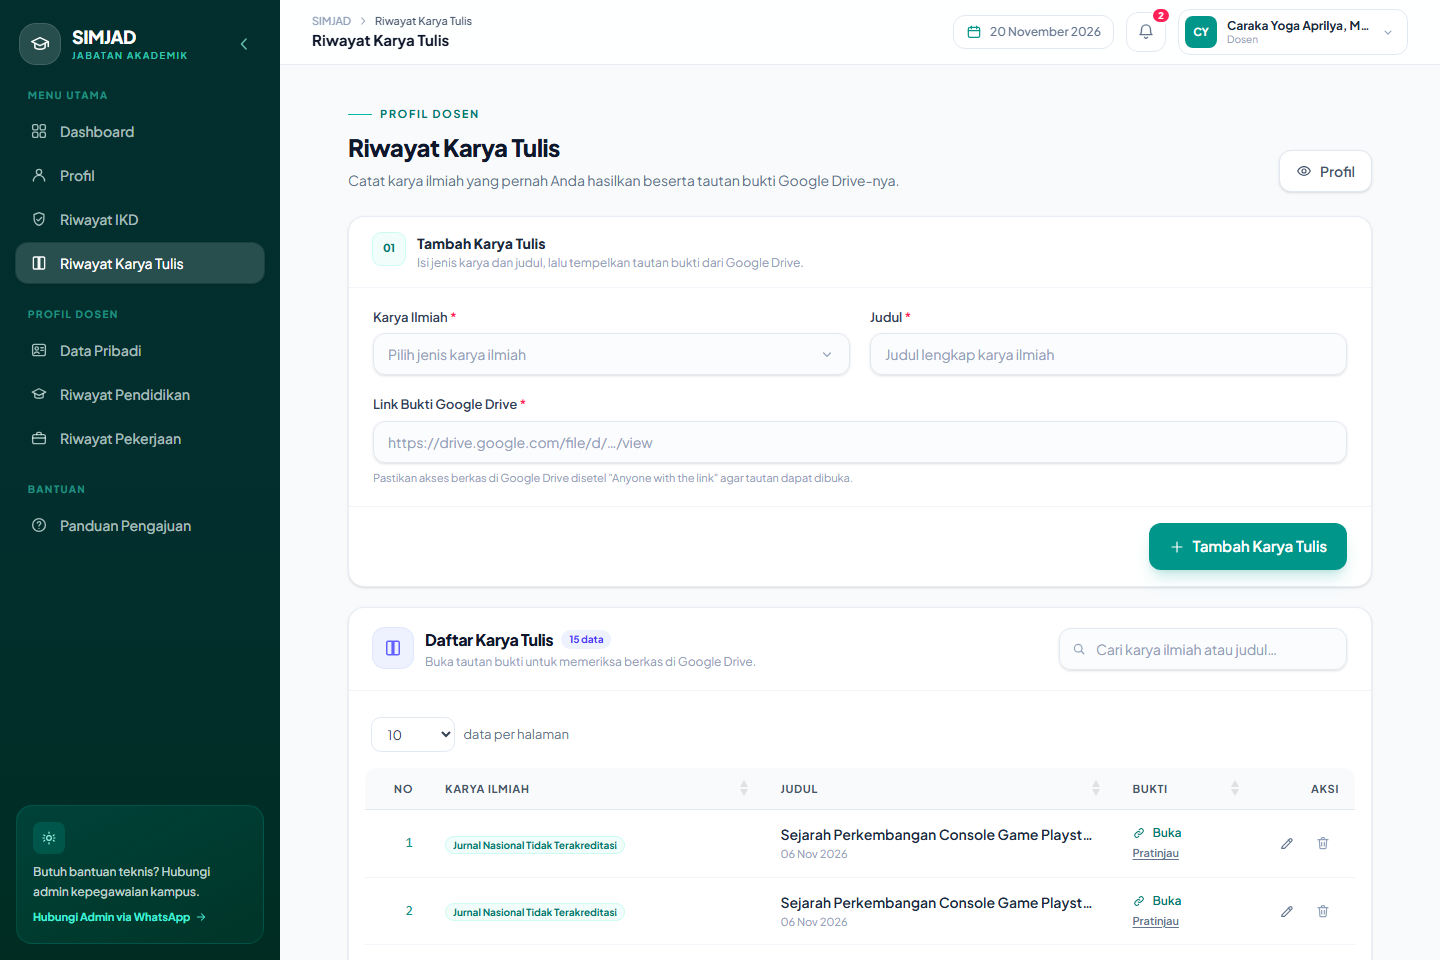 SIMJAD
JABATAN AKADEMIK
MENU UTAMA
Dashboard
Profil
Riwayat IKD
Riwayat Karya Tulis
PROFIL DOSEN
Data Pribadi
Riwayat Pendidikan
Riwayat Pekerjaan
BANTUAN
Panduan Pengajuan
Butuh bantuan teknis? Hubungi
admin kepegawaian kampus.
Hubungi Admin via WhatsApp →
SIMJAD > Riwayat Karya Tulis
Riwayat Karya Tulis
20 November 2026
2
CY
Caraka Yoga Aprilya, M...
Dosen
PROFIL DOSEN
Riwayat Karya Tulis
Catat karya ilmiah yang pernah Anda hasilkan beserta tautan bukti Google Drive-nya.
Profil
01
Tambah Karya Tulis
Isi jenis karya dan judul, lalu tempelkan tautan bukti dari Google Drive.
Karya Ilmiah *
Judul *
Pilih jenis karya ilmiah
Judul lengkap karya ilmiah
Link Bukti Google Drive *
https://drive.google.com/file/d/.../view
Pastikan akses berkas di Google Drive disetel "Anyone with the link" agar tautan dapat dibuka.
+ Tambah Karya Tulis
Daftar Karya Tulis
15 data
Buka tautan bukti untuk memeriksa berkas di Google Drive.
Cari karya ilmiah atau judul...
10
data per halaman
NO KARYA ILMIAH JUDUL BUKTI AKSI
1 Jurnal Nasional Tidak Terakreditasi Sejarah Perkembangan Console Game Playst... Buka
06 Nov 2026 Pratinjau
2 Jurnal Nasional Tidak Terakreditasi Sejarah Perkembangan Console Game Playst... Buka
06 Nov 2026 Pratinjau